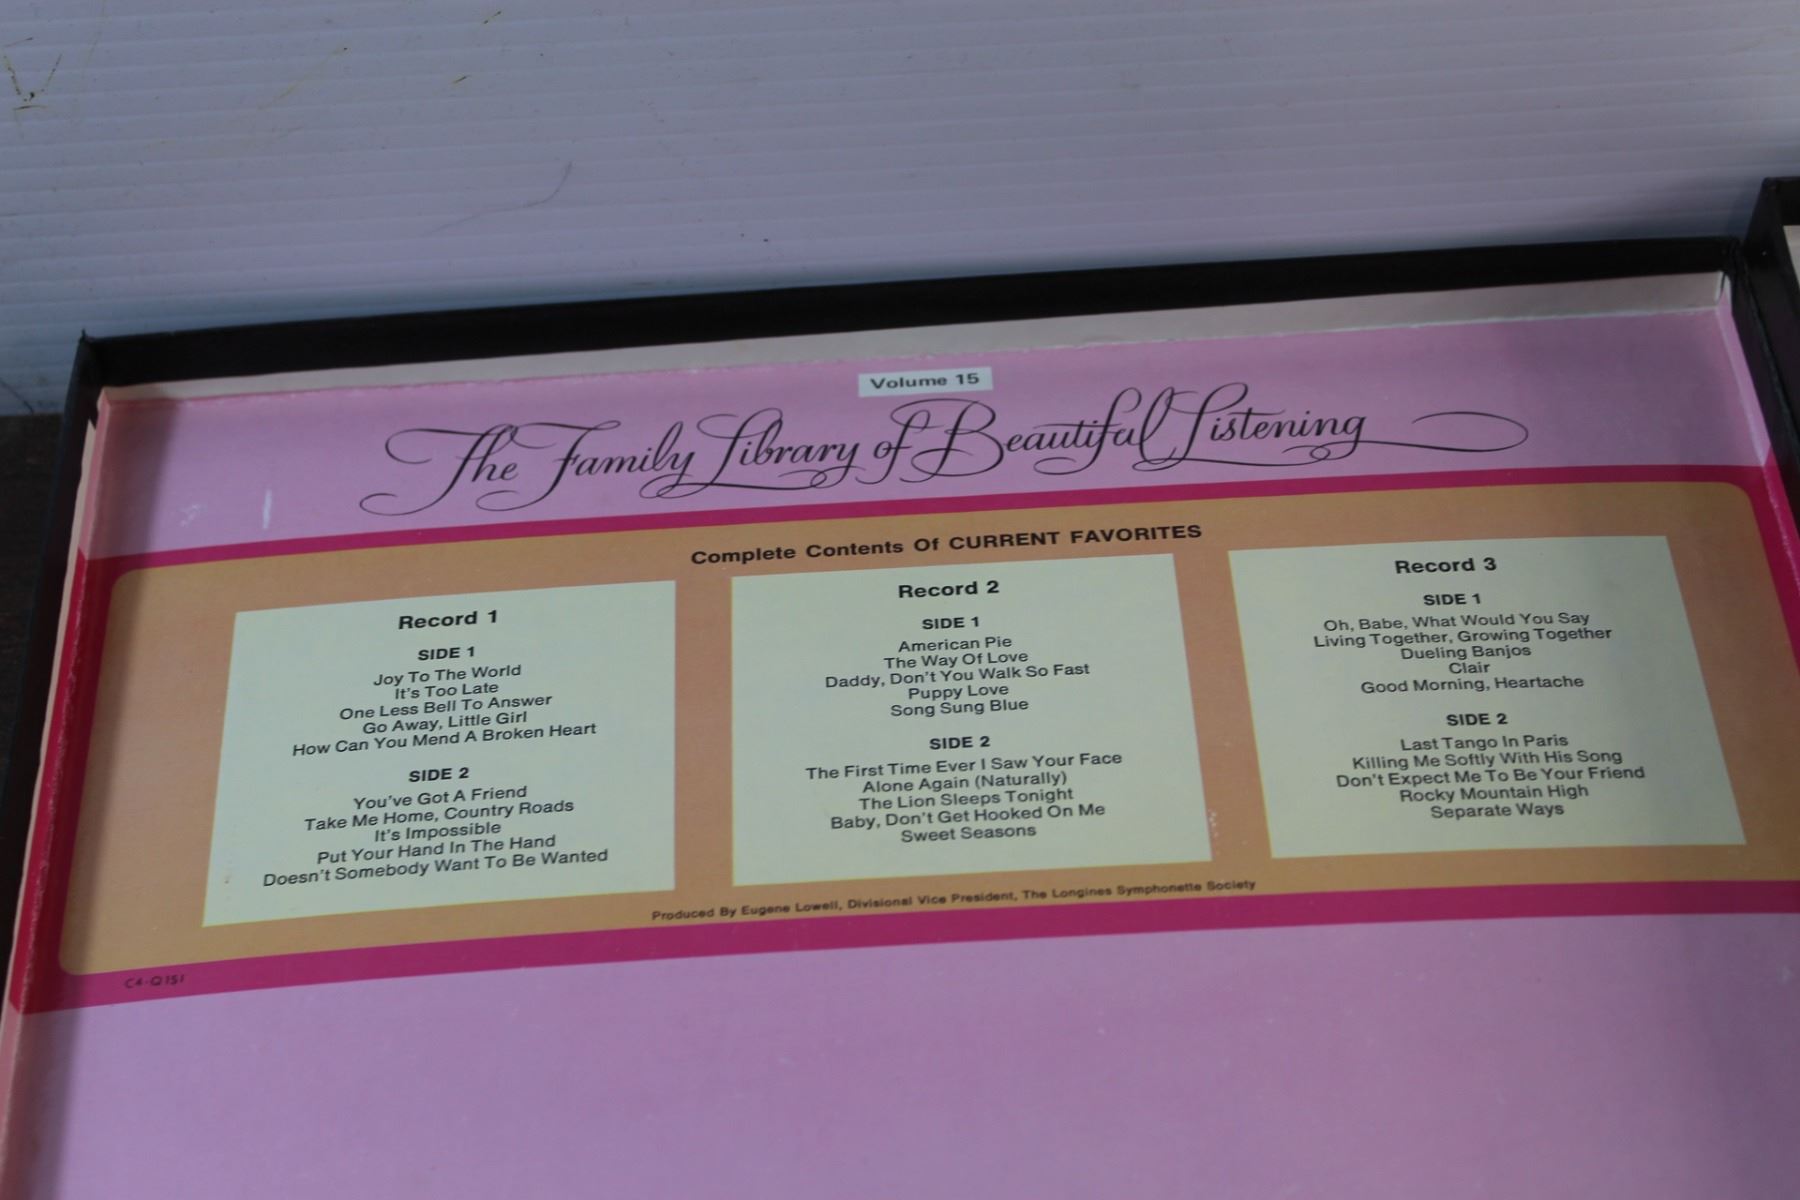 Volume 15
The Family Library of Beautiful Listening
Complete Contents Of CURRENT FAVORITES
Record 1
SIDE 1
Joy To The World
It's Too Late
One Less Bell To Answer
Go Away, Little Girl
How Can You Mend A Broken Heart
SIDE 2
You've Got A Friend
Take Me Home, Country Roads
It's Impossible
Put Your Hand In The Hand
Doesn't Somebody Want To Be Wanted
Record 2
SIDE 1
American Pie
The Way Of Love
Daddy, Don't You Walk So Fast
Puppy Love
Song Sung Blue
SIDE 2
The First Time Ever I Saw Your Face
Alone Again (Naturally)
The Lion Sleeps Tonight
Baby, Don't Get Hooked On Me
Sweet Seasons
Record 3
SIDE 1
Oh, Babe, What Would You Say
Living Together, Growing Together
Dueling Banjos
Clair
Good Morning, Heartache
SIDE 2
Last Tango In Paris
Killing Me Softly With His Song
Don't Expect Me To Be Your Friend
Rocky Mountain High
Separate Ways
Produced By Eugene Lowell, Divisional Vice President, The Longines Symphonette Society
C4-Q151